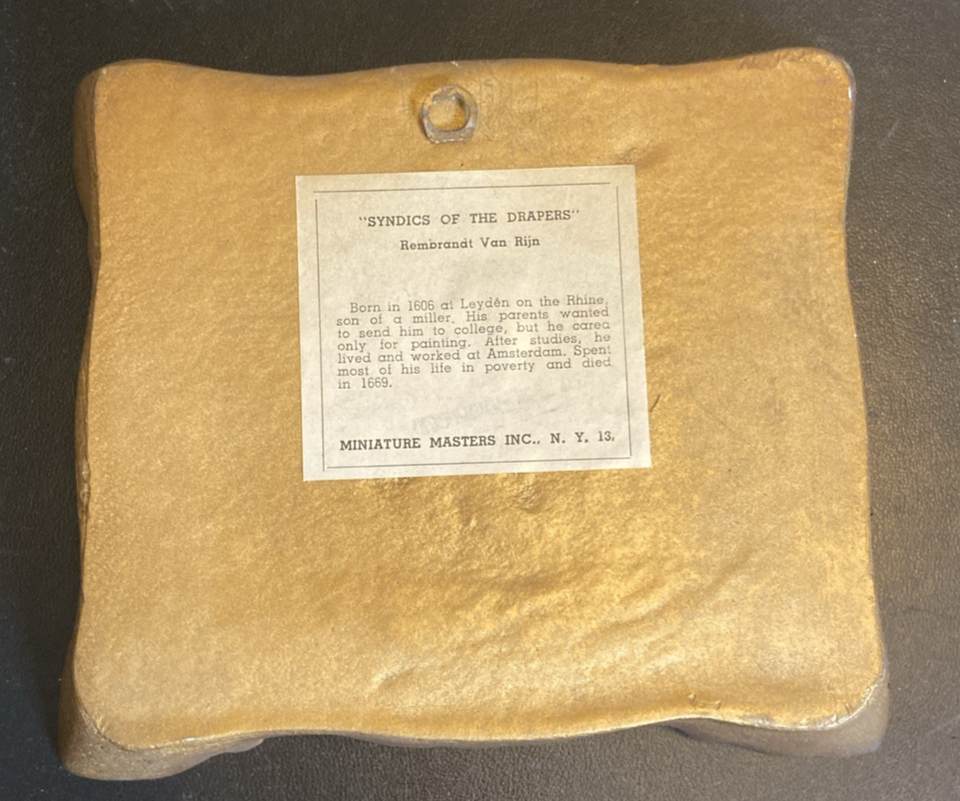 "SYNDICS OF THE DRAPERS"
Rembrandt Van Rijn
Born in 1606 at Leydên on the Rhine,
son of a miller. His parents wanted
to send him to college, but he cared
only for painting. After studies, he
lived and worked at Amsterdam. Spent
most of his life in poverty and died
in 1669.
MINIATURE MASTERS INC., N. Y. 13,